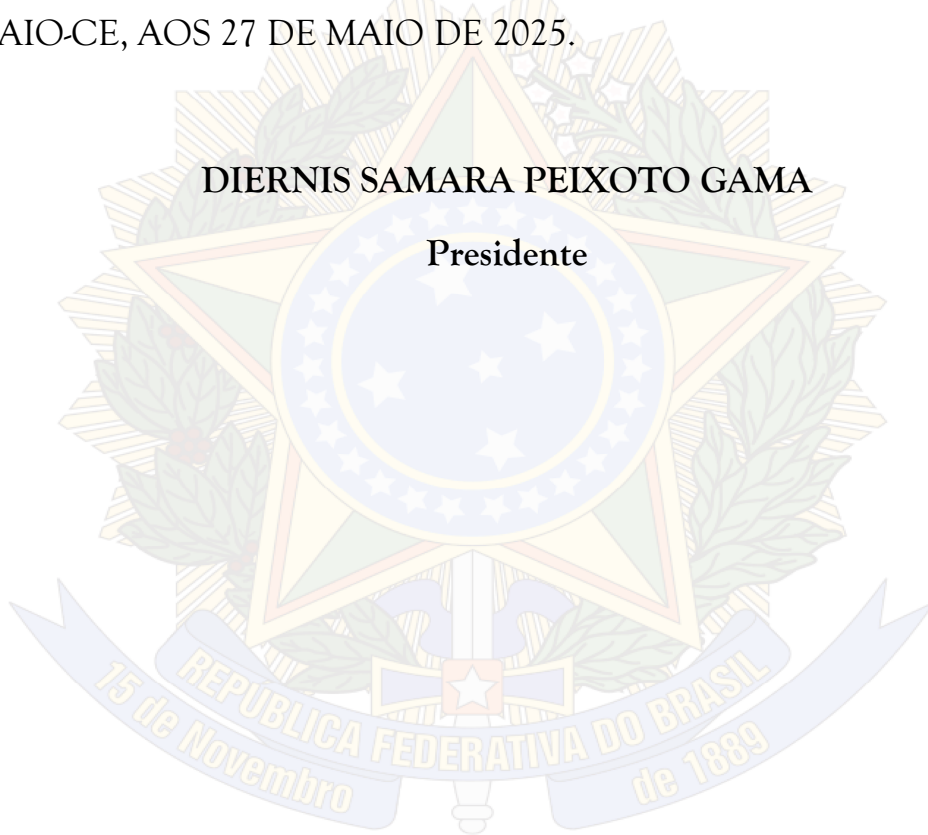 AIO-CE, AOS 27 DE MAIO DE 2025.
DIERNIS SAMARA PEIXOTO GAMA
Presidente
REPÚBLICA FEDERATIVA DO BRASIL
15 de Novembro
de 1889